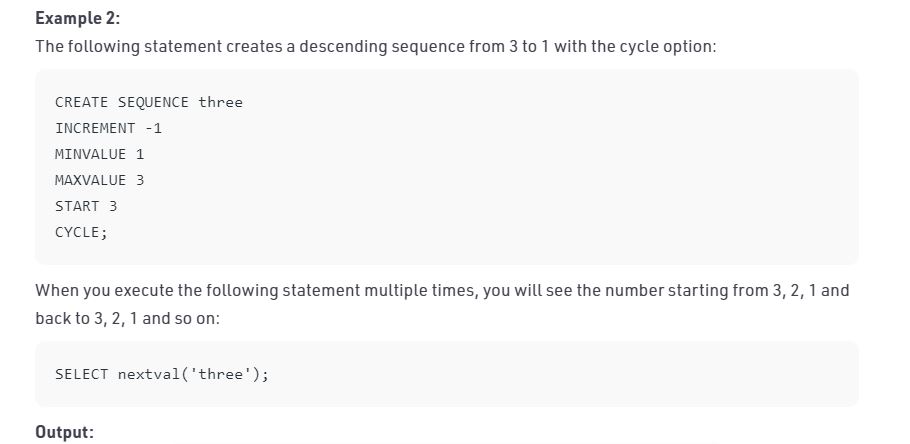 Example 2:
The following statement creates a descending sequence from 3 to 1 with the cycle option:
CREATE SEQUENCE three
INCREMENT -1
MINVALUE 1
MAXVALUE 3
START 3
CYCLE;
When you execute the following statement multiple times, you will see the number starting from 3, 2, 1 and
back to 3, 2, 1 and so on:
SELECT nextval('three');
Output: